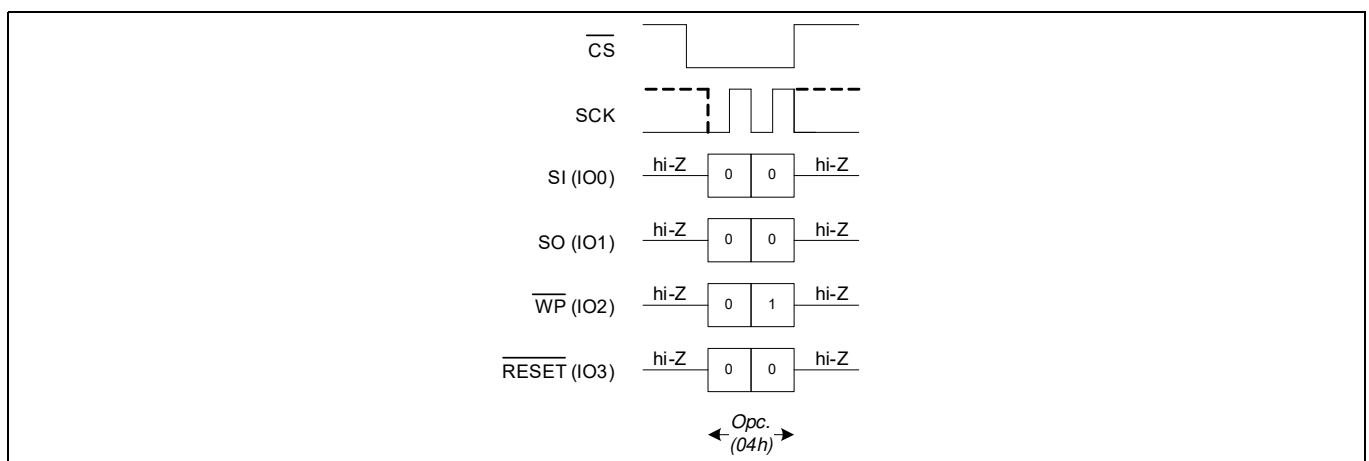 CS
SCK
SI (IO0) hi-Z 0 0 hi-Z
SO (IO1) hi-Z 0 0 hi-Z
WP (IO2) hi-Z 0 1 hi-Z
RESET (IO3) hi-Z 0 0 hi-Z
Opc.
(04h)